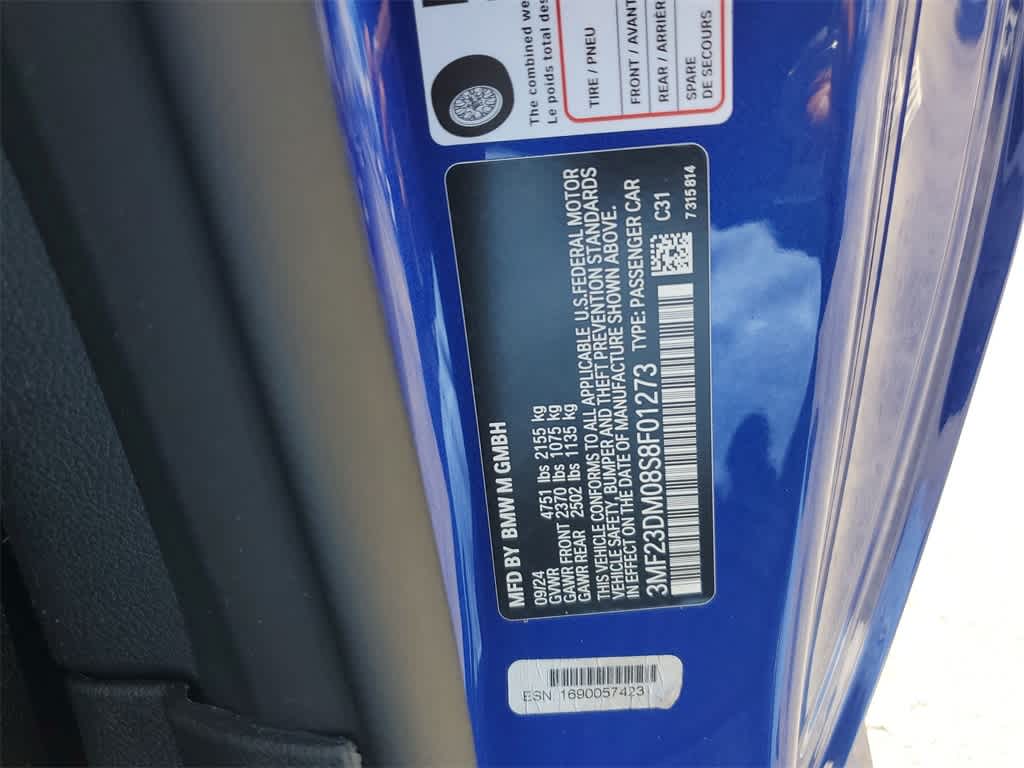 The combined we
Le poids total des
TIRE / PNEU
FRONT / AVANT
REAR / ARRIÈR
SPARE
DE SECOURS
MFD BY BMW M GMBH
09/24
GVWR 4751 lbs 2155 kg
GAWR FRONT 2370 lbs 1075 kg
GAWR REAR 2502 lbs 1135 kg
THIS VEHICLE CONFORMS TO ALL APPLICABLE U.S.FEDERAL MOTOR
VEHICLE SAFETY, BUMPER AND THEFT PREVENTION STANDARDS
IN EFFECT ON THE DATE OF MANUFACTURE SHOWN ABOVE.
3MF23DM08S8F01273 TYPE: PASSENGER CAR
C31
7315814
ESN 1690057423